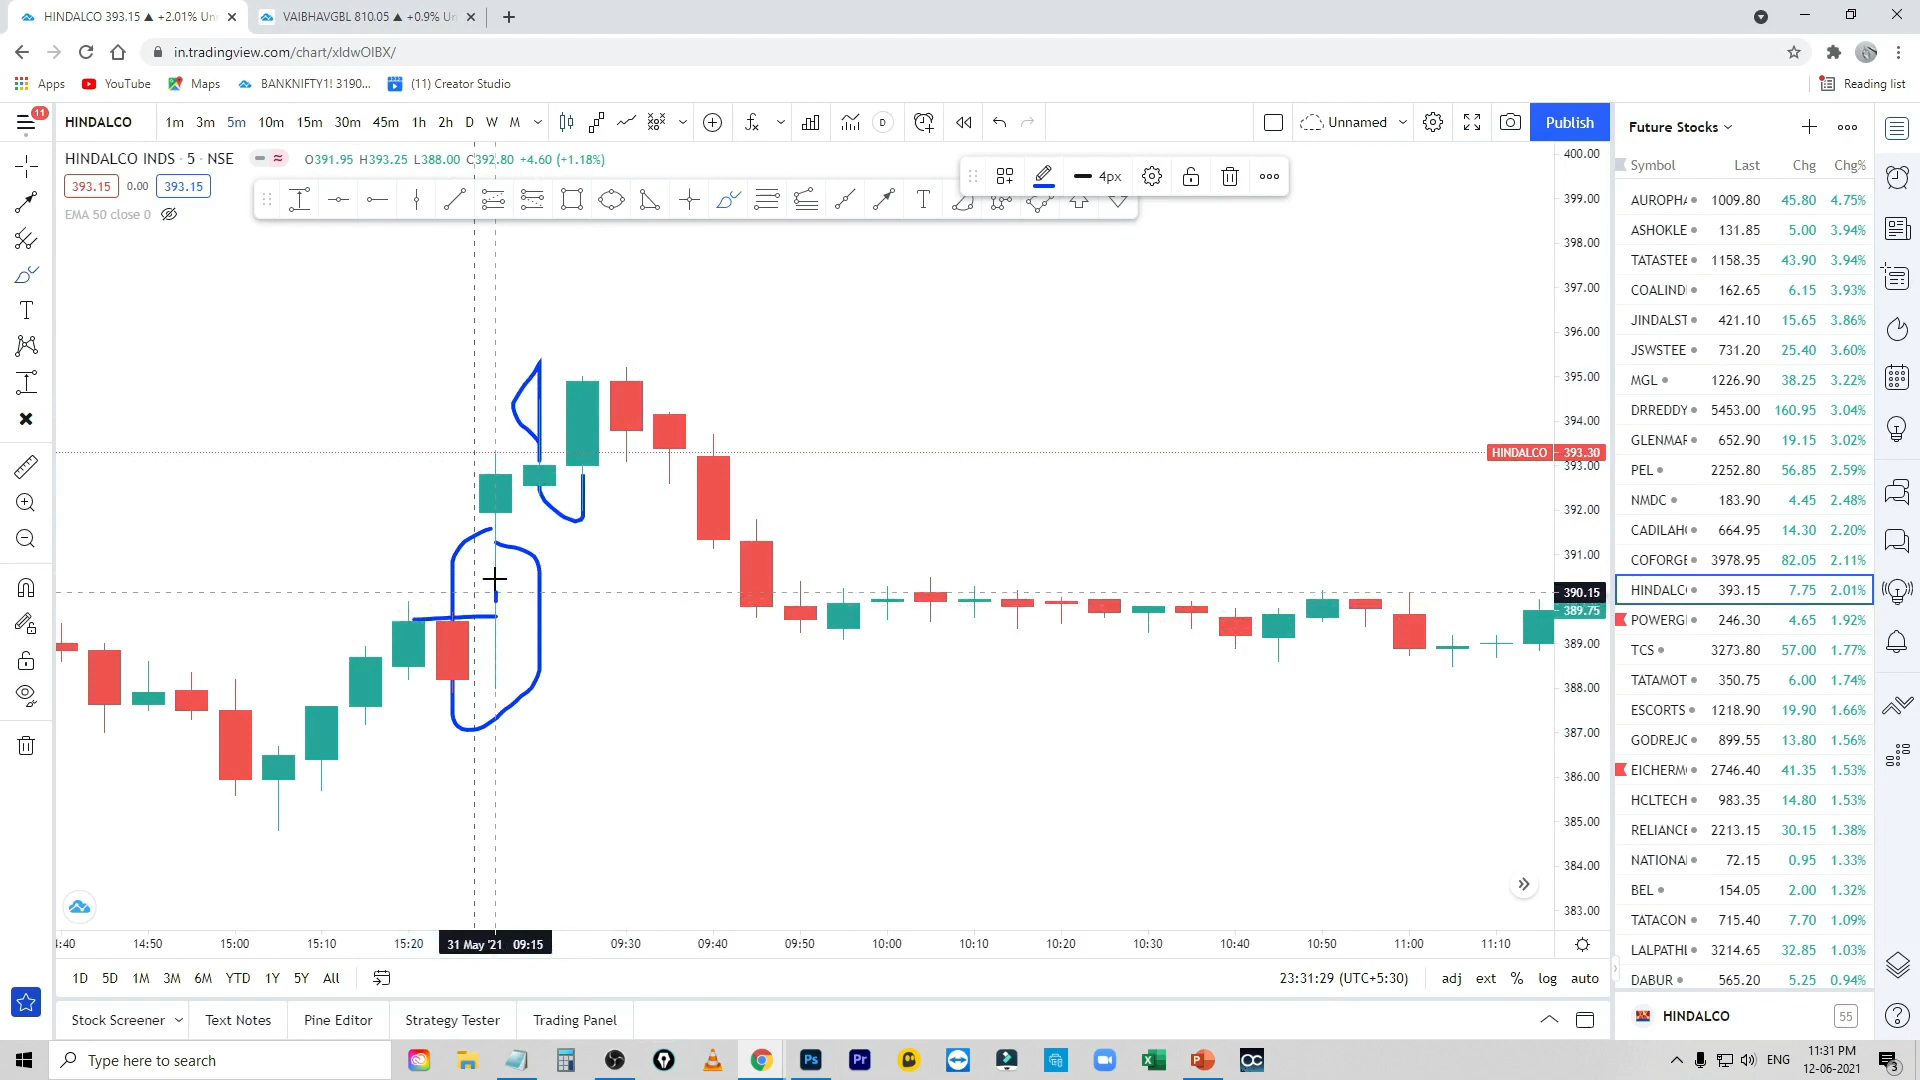 HINDALCO 393.15 ▲ +2.01% Un
VAIBHAVGBL 810.05 ▲ +0.9% Un
in.tradingview.com/chart/xIdwOIBX/
Apps YouTube Maps BANKNIFTY1! 3190... (11) Creator Studio Reading list
11
HINDALCO 1m 3m 5m 10m 15m 30m 45m 1h 2h D W M D Unnamed Publish
HINDALCO INDS · 5 · NSE O391.95 H393.25 L388.00 C392.80 +4.60 (+1.18%)
393.15 0.00 393.15
EMA 50 close 0
4px
T
T
400.00
399.00
398.00
397.00
396.00
395.00
394.00
HINDALCO 393.30
393.00
392.00
391.00
390.15
389.75
389.00
388.00
387.00
386.00
385.00
384.00
383.00
14:50 15:00 15:10 15:20 31 May '21 09:15 09:30 09:40 09:50 10:00 10:10 10:20 10:30 10:40 10:50 11:00 11:10
1D 5D 1M 3M 6M YTD 1Y 5Y All 23:31:29 (UTC+5:30) adj ext % log auto
Stock Screener Text Notes Pine Editor Strategy Tester Trading Panel
Future Stocks
Symbol Last Chg Chg%
AUROPHA 1009.80 45.80 4.75%
ASHOKLE 131.85 5.00 3.94%
TATASTEE 1158.35 43.90 3.94%
COALIND 162.65 6.15 3.93%
JINDALST 421.10 15.65 3.86%
JSWSTEE 731.20 25.40 3.60%
MGL 1226.90 38.25 3.22%
DRREDDY 5453.00 160.95 3.04%
GLENMAR 652.90 19.15 3.02%
PEL 2252.80 56.85 2.59%
NMDC 183.90 4.45 2.48%
CADILAH 664.95 14.30 2.20%
COFORGE 3978.95 82.05 2.11%
HINDALC 393.15 7.75 2.01%
POWERG 246.30 4.65 1.92%
TCS 3273.80 57.00 1.77%
TATAMOT 350.75 6.00 1.74%
ESCORTS 1218.90 19.90 1.66%
GODREJC 899.55 13.80 1.56%
EICHERM 2746.40 41.35 1.53%
HCLTECH 983.35 14.80 1.53%
RELIANCE 2213.15 30.15 1.38%
NATIONA 72.15 0.95 1.33%
BEL 154.05 2.00 1.32%
TATACON 715.40 7.70 1.09%
LALPATHI 3214.65 32.85 1.03%
DABUR 565.20 5.25 0.94%
HINDALCO 55
Type here to search
Ps Pr
ENG
11:31 PM
12-06-2021
3